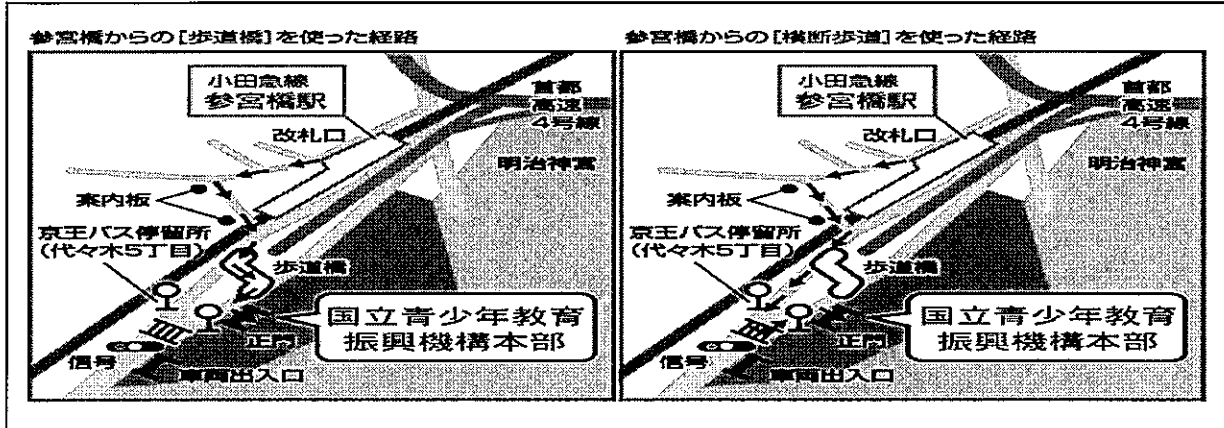 参宮橋からの[歩道橋]を使った経路
小田急線
参宮橋駅
首都
高速
4号線
改札口
明治神宮
案内板
京王バス停留所
(代々木5丁目)
歩道橋
国立青少年教育
振興機構本部
正門
信号
車両出入口
参宮橋からの[横断歩道]を使った経路
小田急線
参宮橋駅
首都
高速
4号線
改札口
明治神宮
案内板
京王バス停留所
(代々木5丁目)
歩道橋
国立青少年教育
振興機構本部
正門
信号
車両出入口